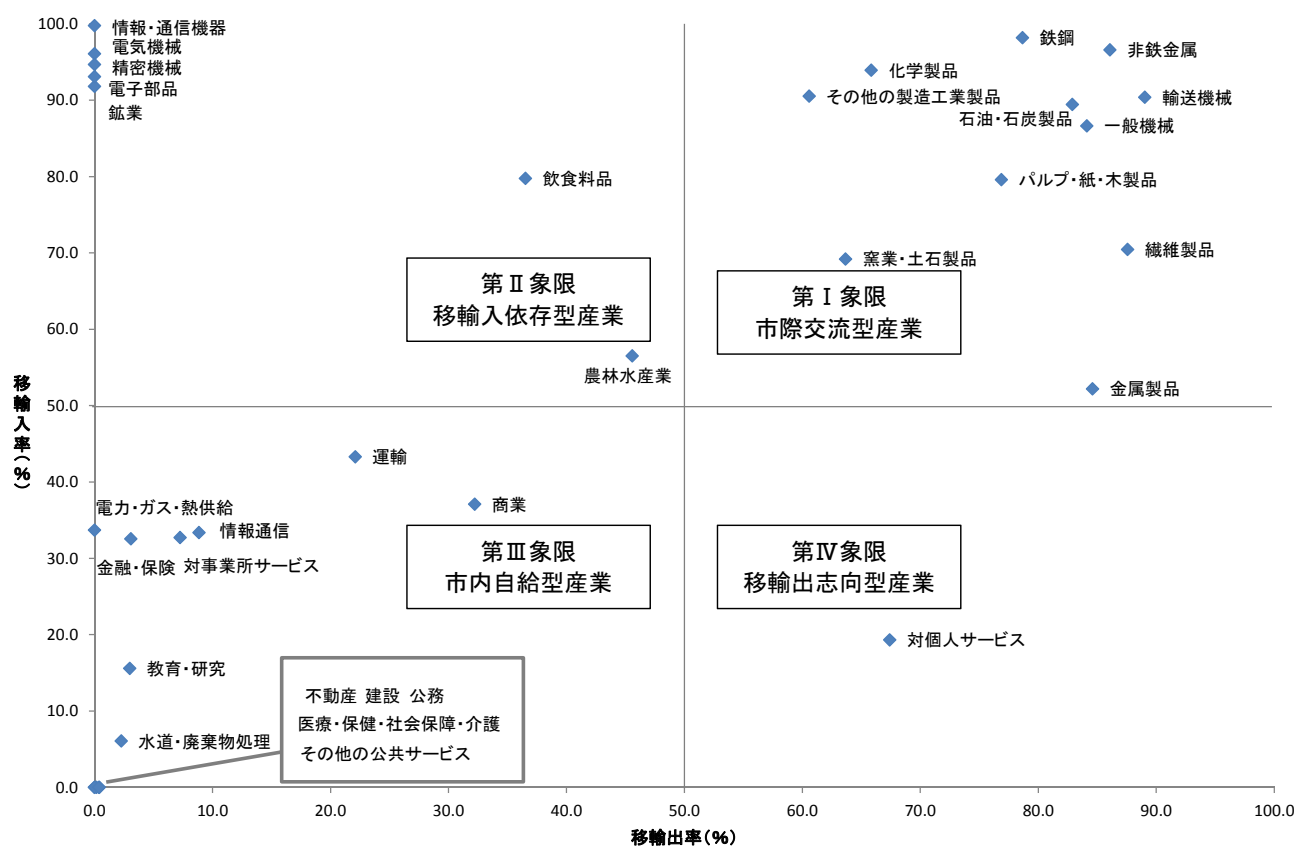 100.0
90.0
80.0
70.0
60.0
50.0
40.0
30.0
20.0
10.0
0.0
移輸入率(%)
情報・通信機器
電気機械
精密機械
電子部品
鉱業
飲食料品
第Ⅱ象限
移輸入依存型産業
農林水産業
鉄鋼
非鉄金属
化学製品
その他の製造工業製品
輸送機械
石油・石炭製品
一般機械
パルプ・紙・木製品
繊維製品
窯業・土石製品
第Ⅰ象限
市際交流型産業
金属製品
運輸
商業
電力・ガス・熱供給
情報通信
金融・保険
対事業所サービス
第Ⅲ象限
市内自給型産業
教育・研究
水道・廃棄物処理
不動産 建設 公務
医療・保健・社会保障・介護
その他の公共サービス
第Ⅳ象限
移輸出志向型産業
対個人サービス
0.0 10.0 20.0 30.0 40.0 50.0 60.0 70.0 80.0 90.0 100.0
移輸出率(%)